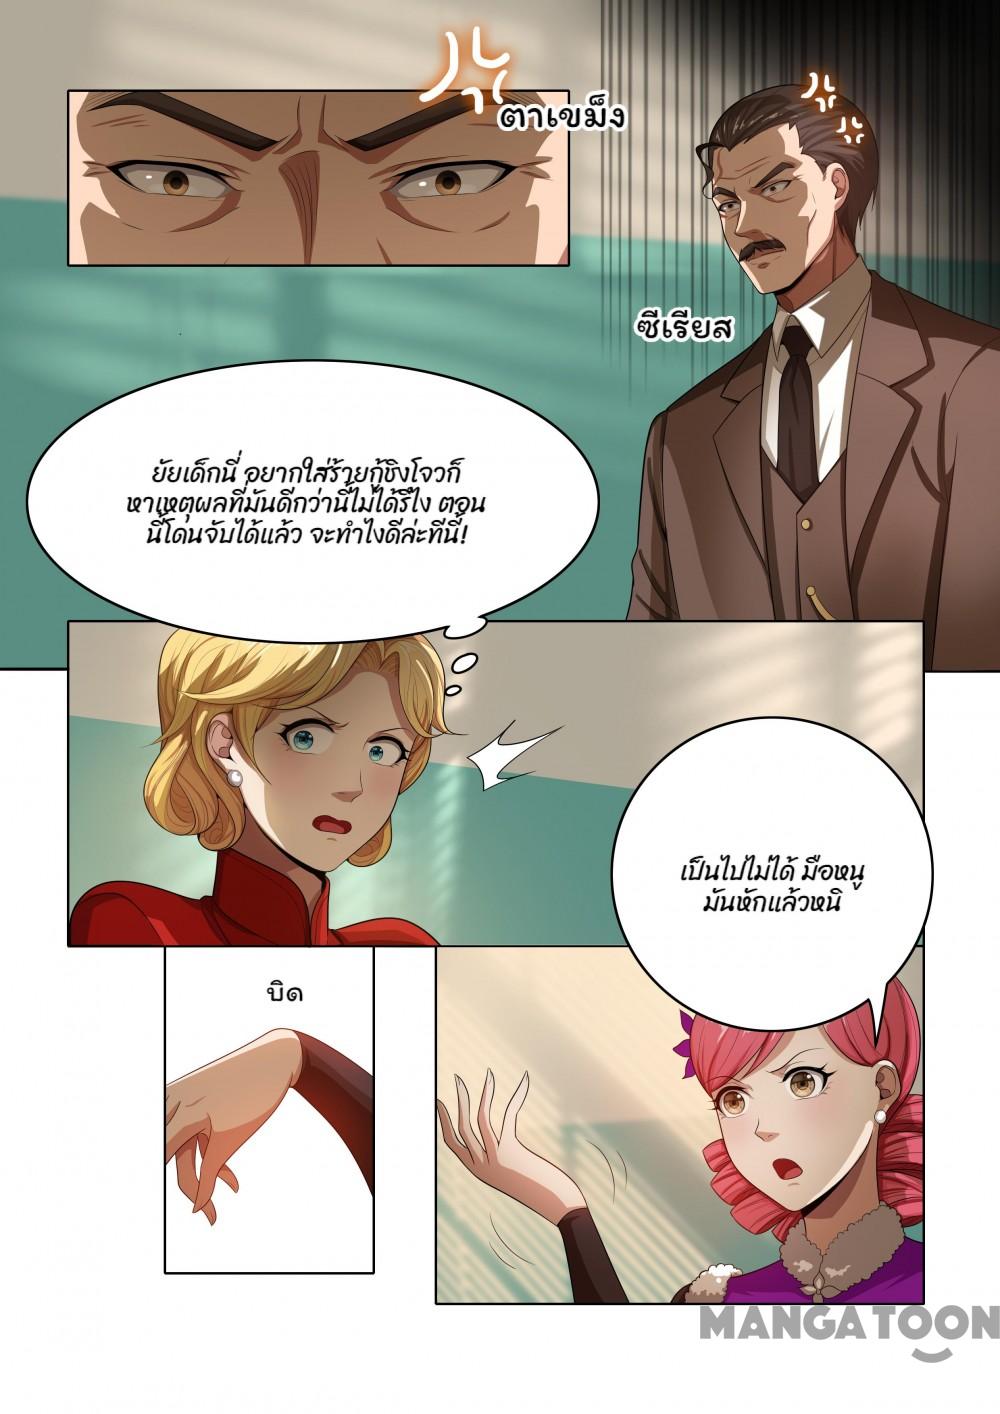 ตาเขม็ง
ซีเรียส
ยัยเด็กนี่ อยากใส่ร้ายกู้ชิงโจวก็
หาเหตุผลที่มันดีกว่านี้ไม่ได้รึไง ตอน
นี้โดนจับได้แล้ว จะทำไงดีล่ะทีนี้!
เป็นไปไม่ได้ มือหนู
มันหักแล้วหนิ
บิด
MANGATOON